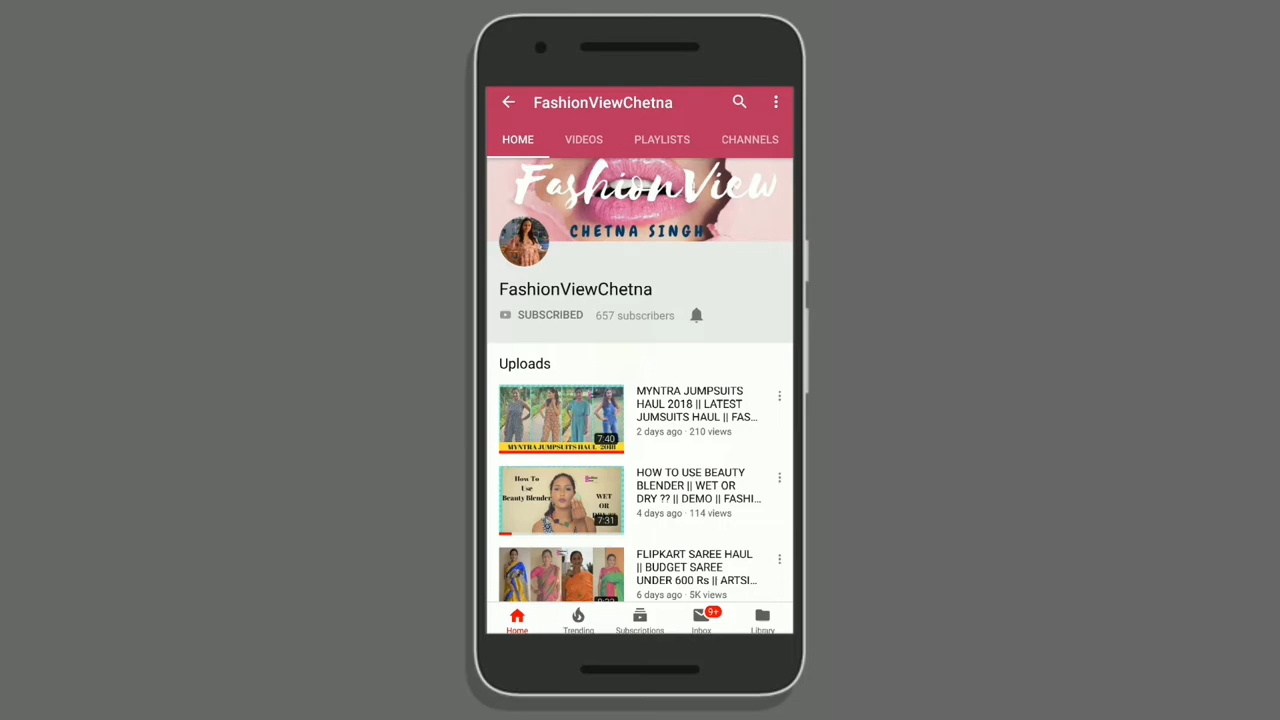 FashionViewChetna
HOME VIDEOS PLAYLISTS CHANNELS
FashionView
CHETNA SINGH
FashionViewChetna
SUBSCRIBED 657 subscribers
Uploads
MYNTRA JUMPSUITS
HAUL 2018 || LATEST
JUMSUITS HAUL || FAS...
2 days ago · 210 views
7:40
MYNTRA JUMPSUITS HAUL 2018
HOW TO USE BEAUTY
BLENDER || WET OR
DRY ?? || DEMO || FASHI...
4 days ago · 114 views
How To
Use
Beauty Blender
WET
OR
7:31
FLIPKART SAREE HAUL
|| BUDGET SAREE
UNDER 600 Rs || ARTSI...
6 days ago · 5K views
9+
Home Trending Subscriptions Inbox Library